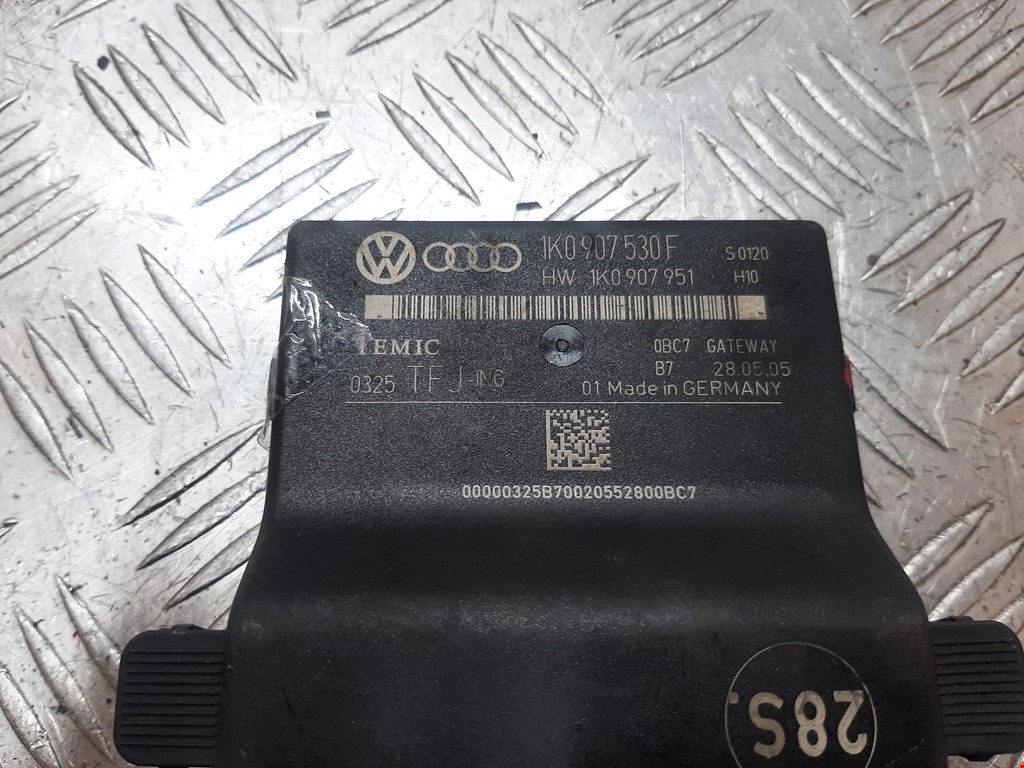 1K0 907 530 F S0120
HW: 1K0 907 951 H10
TEMIC 0BC7 GATEWAY
B7 28.05.05
0325 TFJ-ING 01 Made in GERMANY
00000325B70020552800BC7
28S.